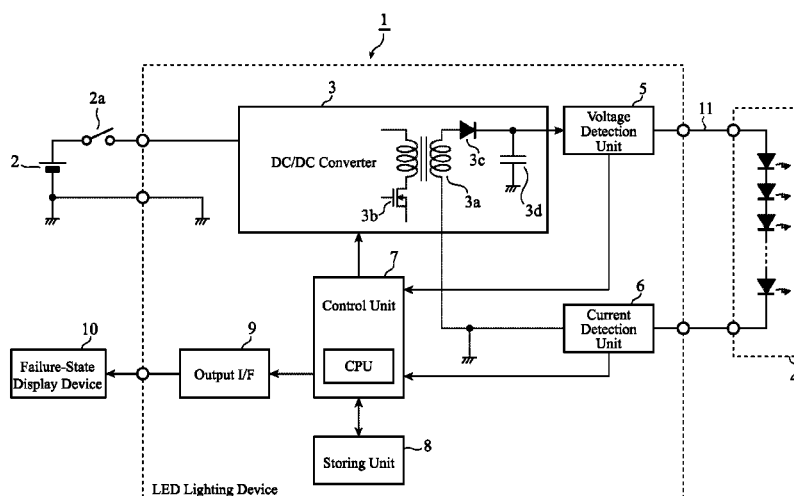 1
2a
3
5
Voltage
Detection
Unit
11
2
DC/DC Converter
3c
3b
3a
3d
7
Control Unit
6
Current
Detection
Unit
10
9
Failure-State
Display Device
Output I/F
CPU
Storing Unit
8
LED Lighting Device